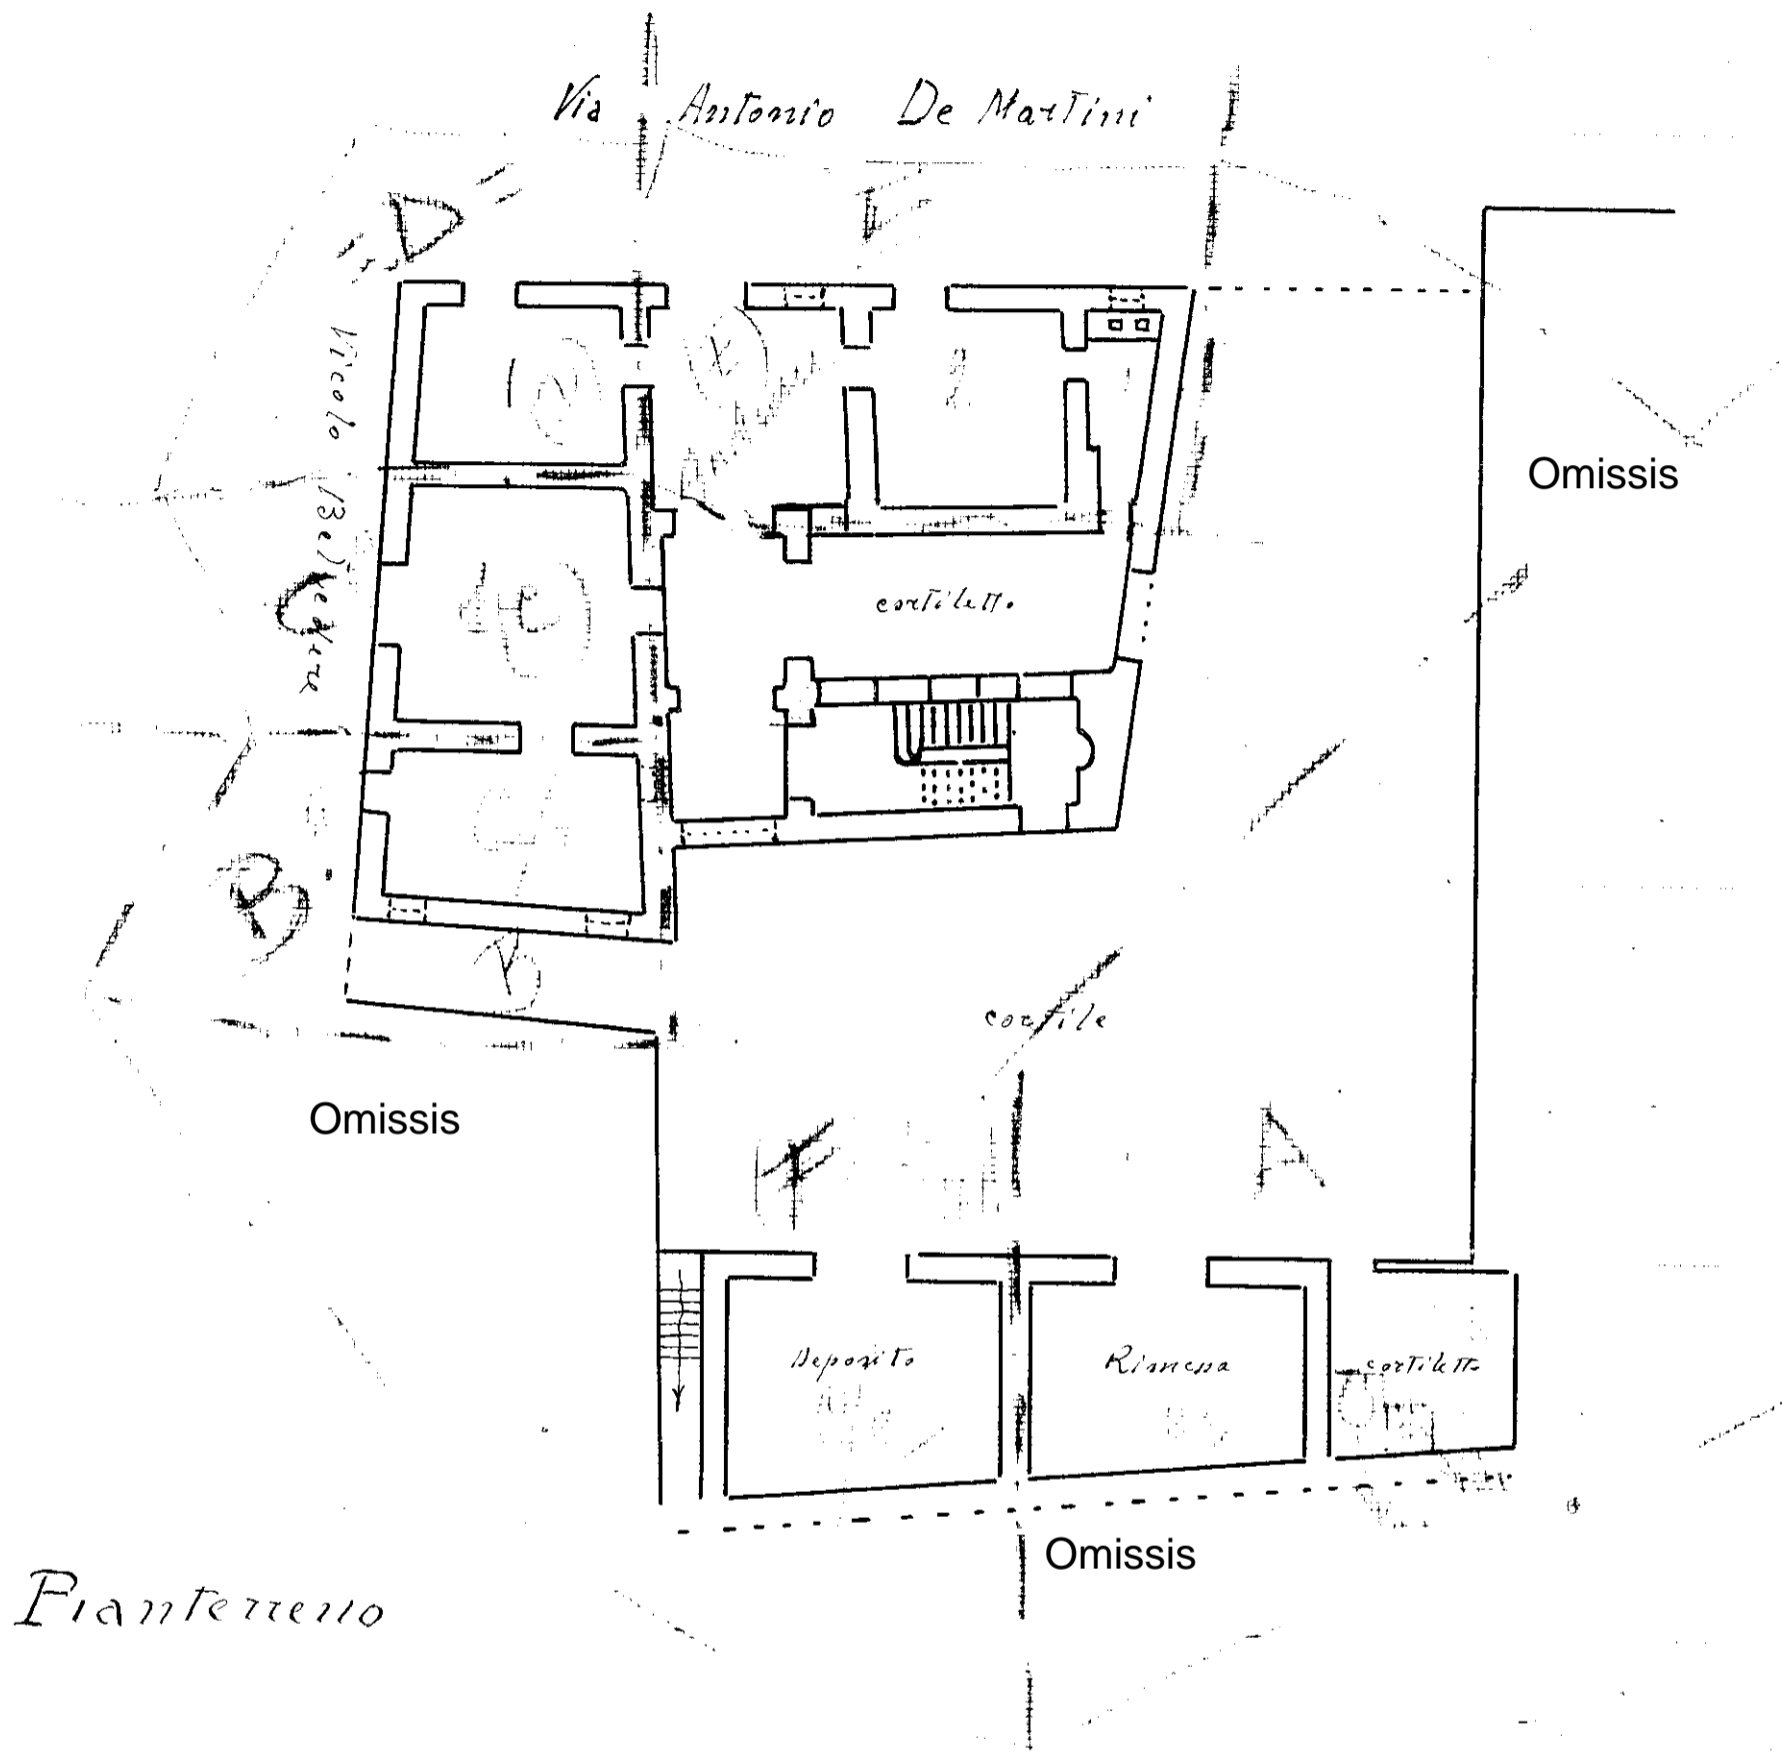 Via Antonio De Martini
D
Vicolo Belvedere
Omissis
C
cortiletto
B
cortile
Omissis
A
Deposito
Rimessa
cortiletto
Omissis
Pianterreno